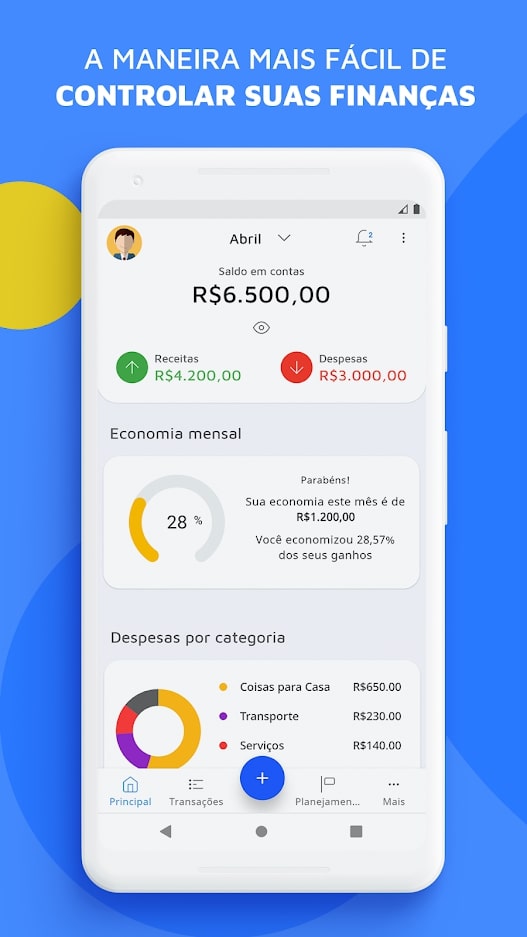 A MANEIRA MAIS FÁCIL DE
CONTROLAR SUAS FINANÇAS
Abril
2
Saldo em contas
R$6.500,00
Receitas
R$4.200,00
Despesas
R$3.000,00
Economia mensal
28 %
Parabéns!
Sua economia este mês é de
R$1.200,00
Você economizou 28,57%
dos seus ganhos
Despesas por categoria
Coisas para Casa R$650.00
Transporte R$230.00
Serviços R$140.00
+
Principal
Transações
Planejamen...
Mais